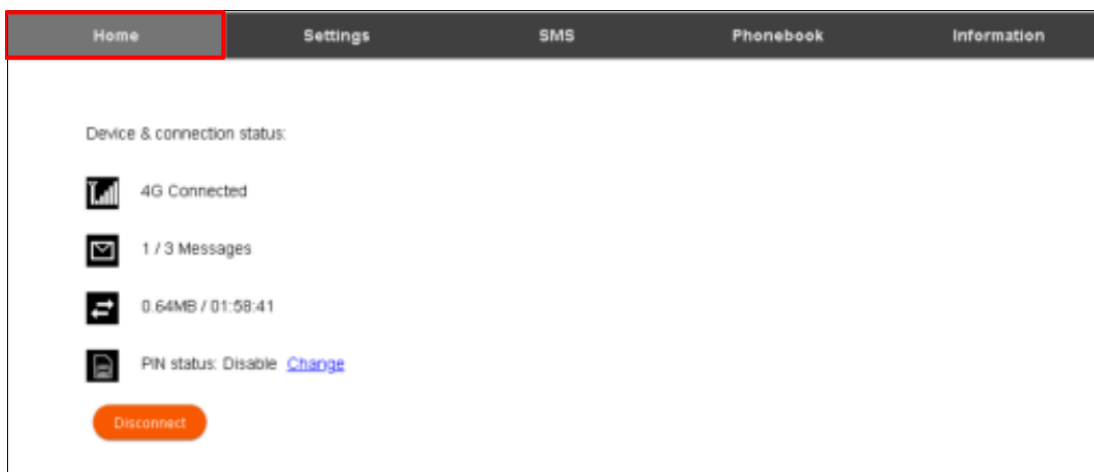 Home Settings SMS Phonebook Information
Device & connection status:
4G Connected
1 / 3 Messages
0.64MB / 01:58:41
PIN status: Disable Change
Disconnect